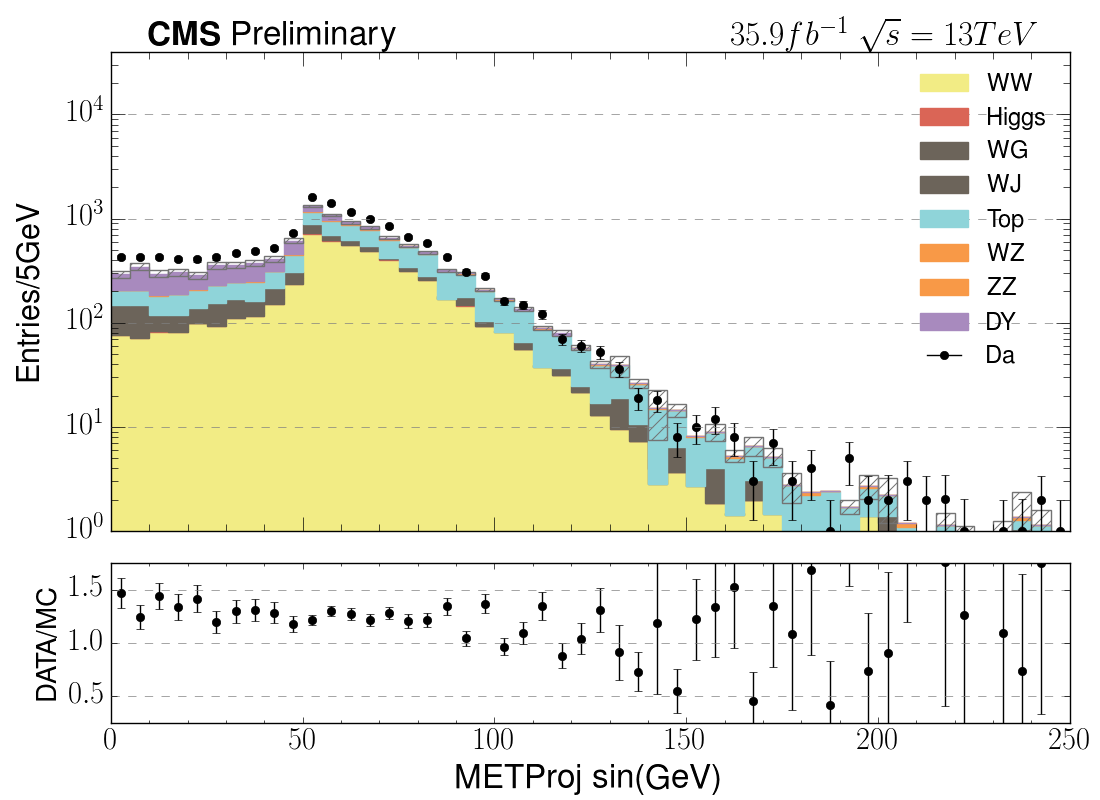 CMS Preliminary 35.9fb⁻¹ √s = 13TeV
10⁴
10³
10²
10¹
10⁰
Entries/5GeV
WW
Higgs
WG
WJ
Top
WZ
ZZ
DY
Da
1.5
1.0
0.5
DATA/MC
0 50 100 150 200 250
METProj sin(GeV)